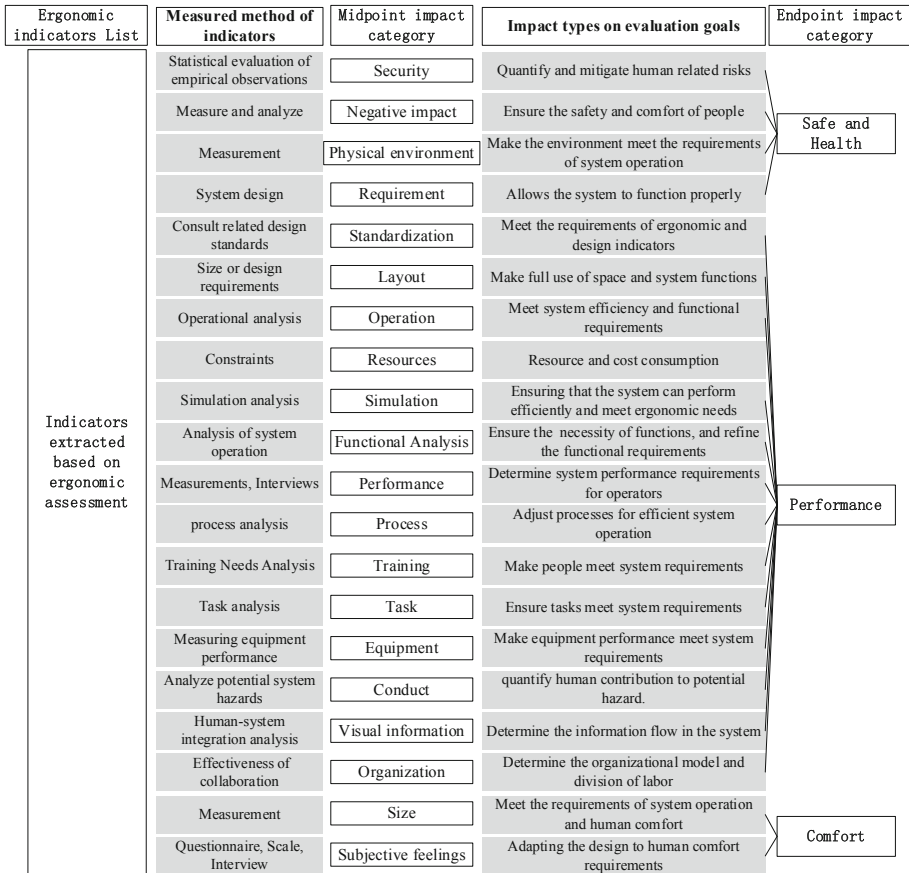 Ergonomic
indicators List
Measured method of
indicators
Midpoint impact
category
Impact types on evaluation goals
Endpoint impact
category
Statistical evaluation of
empirical observations
Security
Quantify and mitigate human related risks
Measure and analyze
Negative impact
Ensure the safety and comfort of people
Safe and
Health
Measurement
Physical environment
Make the environment meet the requirements
of system operation
System design
Requirement
Allows the system to function properly
Consult related design
standards
Standardization
Meet the requirements of ergonomic and
design indicators
Size or design
requirements
Layout
Make full use of space and system functions
Operational analysis
Operation
Meet system efficiency and functional
requirements
Constraints
Resources
Resource and cost consumption
Simulation analysis
Simulation
Ensuring that the system can perform
efficiently and meet ergonomic needs
Indicators
extracted
based on
ergonomic
assessment
Analysis of system
operation
Functional Analysis
Ensure the necessity of functions, and refine
the functional requirements
Measurements, Interviews
Performance
Determine system performance requirements
for operators
Performance
process analysis
Process
Adjust processes for efficient system
operation
Training Needs Analysis
Training
Make people meet system requirements
Task analysis
Task
Ensure tasks meet system requirements
Measuring equipment
performance
Equipment
Make equipment performance meet system
requirements
Analyze potential system
hazards
Conduct
quantify human contribution to potential
hazard.
Human-system
integration analysis
Visual information
Determine the information flow in the system
Effectiveness of
collaboration
Organization
Determine the organizational model and
division of labor
Measurement
Size
Meet the requirements of system operation
and human comfort
Comfort
Questionnaire, Scale,
Interview
Subjective feelings
Adapting the design to human comfort
requirements